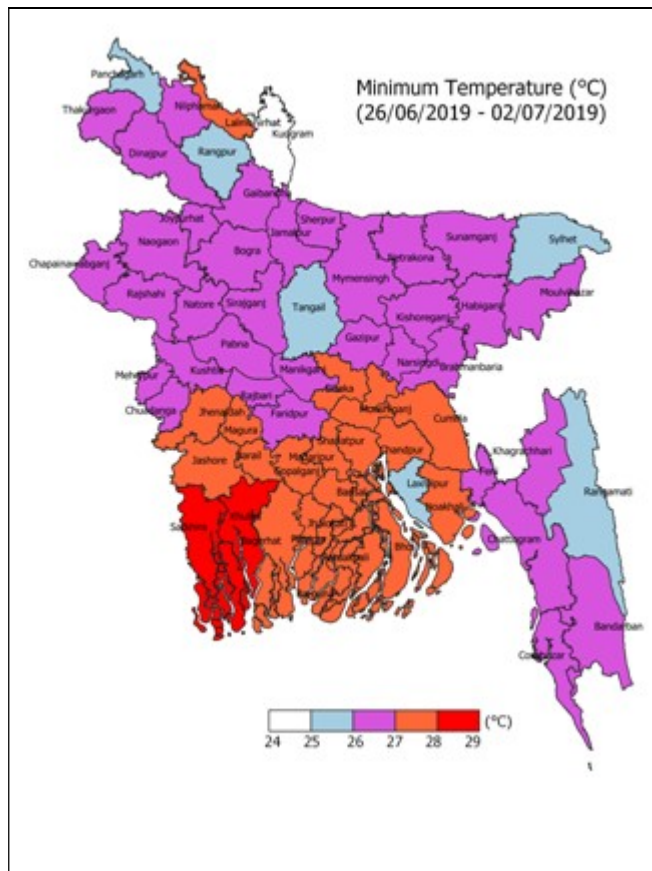 Minimum Temperature (°C)
(26/06/2019 - 02/07/2019)
Panchagarh
Thakurgaon
Nilphamari
Lalmonirhat
Kurigram
Dinajpur
Rangpur
Gaibandha
Joypurhat
Sherpur
Jamalpur
Naogaon
Bogra
Chapainawabganj
Mymensingh
Netrakona
Sunamganj
Sylhet
Moulvibazar
Rajshahi
Natore
Sirajganj
Tangail
Kishoreganj
Habiganj
Pabna
Gazipur
Narsingdi
Brahmanbaria
Meherpur
Kushtia
Manikganj
Rajbari
Dhaka
Chuadanga
Faridpur
Jhenaidah
Magura
Munshiganj
Cumilla
Jashore
Narail
Madaripur
Shariatpur
Chandpur
Gopalganj
Khagrachhari
Feni
Laxmipur
Noakhali
Rangamati
Satkhira
Khulna
Bagerhat
Barisal
Bhola
Chattogram
Bandarban
(°C)
24 25 26 27 28 29